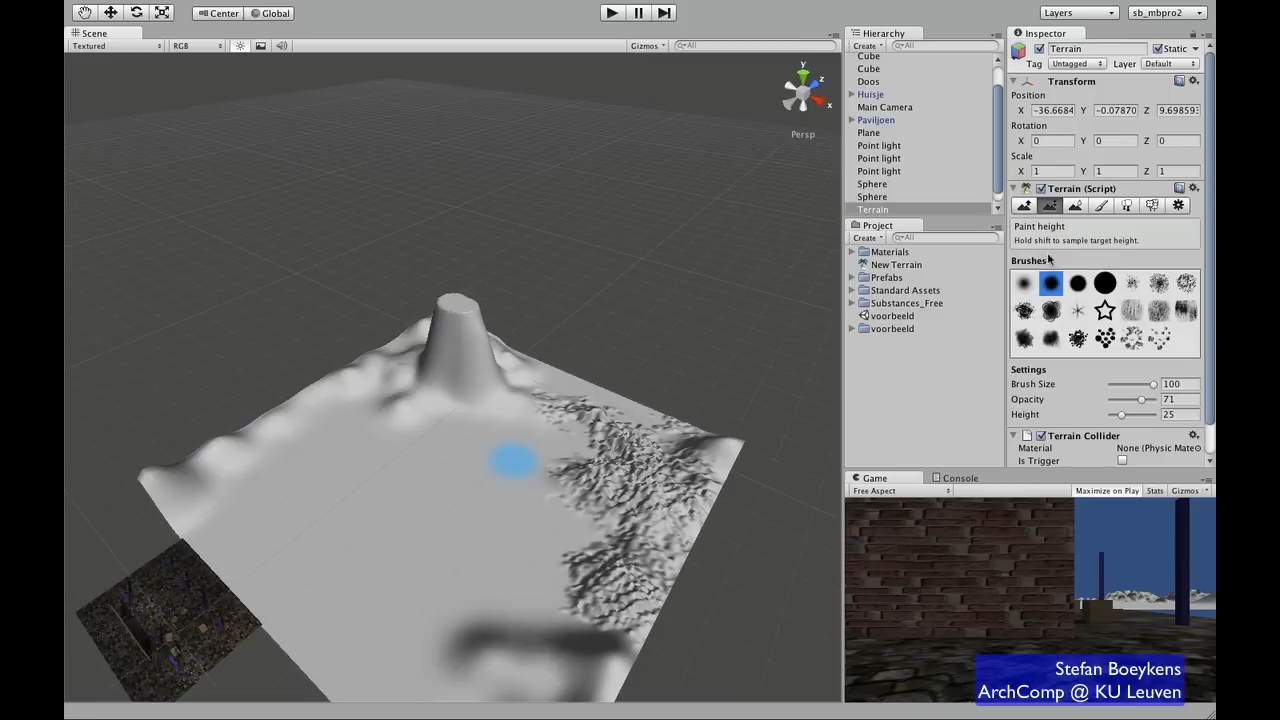 Center Global
Layers sb_mbpro2
Scene
Textured RGB Gizmos All
y
z
x
Persp
Hierarchy
Create All
Cube
Cube
Doos
Huisje
Main Camera
Paviljoen
Plane
Point light
Point light
Point light
Sphere
Sphere
Terrain
Project
Create All
Materials
New Terrain
Prefabs
Standard Assets
Substances_Free
voorbeeld
voorbeeld
Inspector
Terrain Static
Tag Untagged Layer Default
Transform
Position
X -36.6684 Y -0.07870 Z 9.698593
Rotation
X 0 Y 0 Z 0
Scale
X 1 Y 1 Z 1
Terrain (Script)
Paint height
Hold shift to sample target height.
Brushes
Settings
Brush Size 100
Opacity 71
Height 25
Terrain Collider
Material None (Physic Mate
Is Trigger
Game Console
Free Aspect Maximize on Play Stats Gizmos
Stefan Boeykens
ArchComp @ KU Leuven